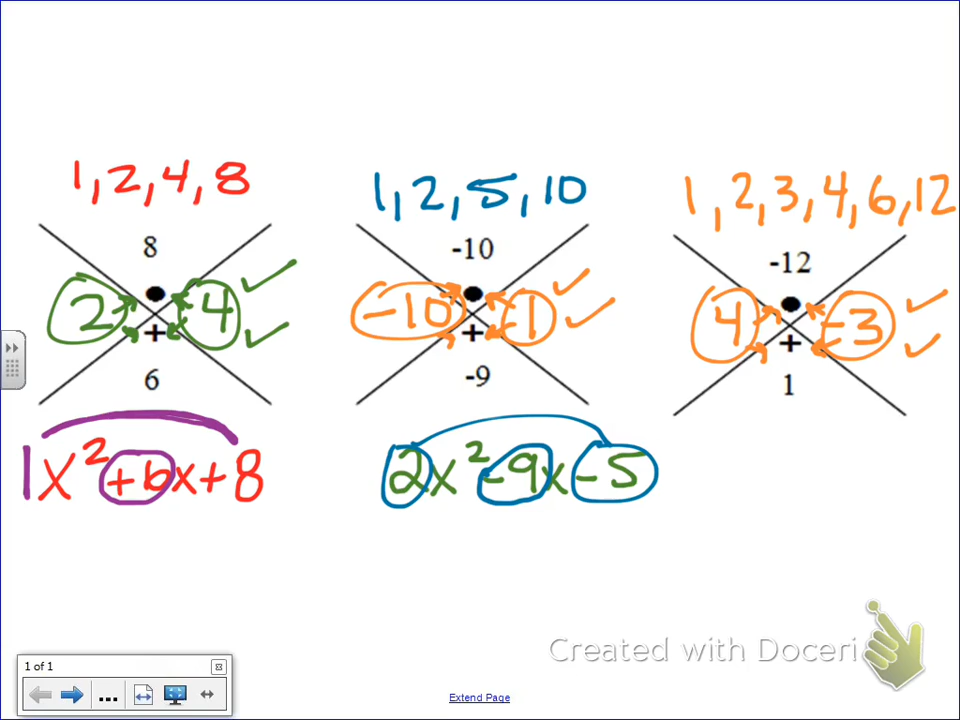 1, 2, 4, 8
8
2 4
+
6
1x² +6x + 8
1, 2, 5, 10
-10
-10 1
+
-9
2x² -9x -5
1, 2, 3, 4, 6, 12
-12
4 -3
+
1
Created with Doceri
1 of 1
...
Extend Page